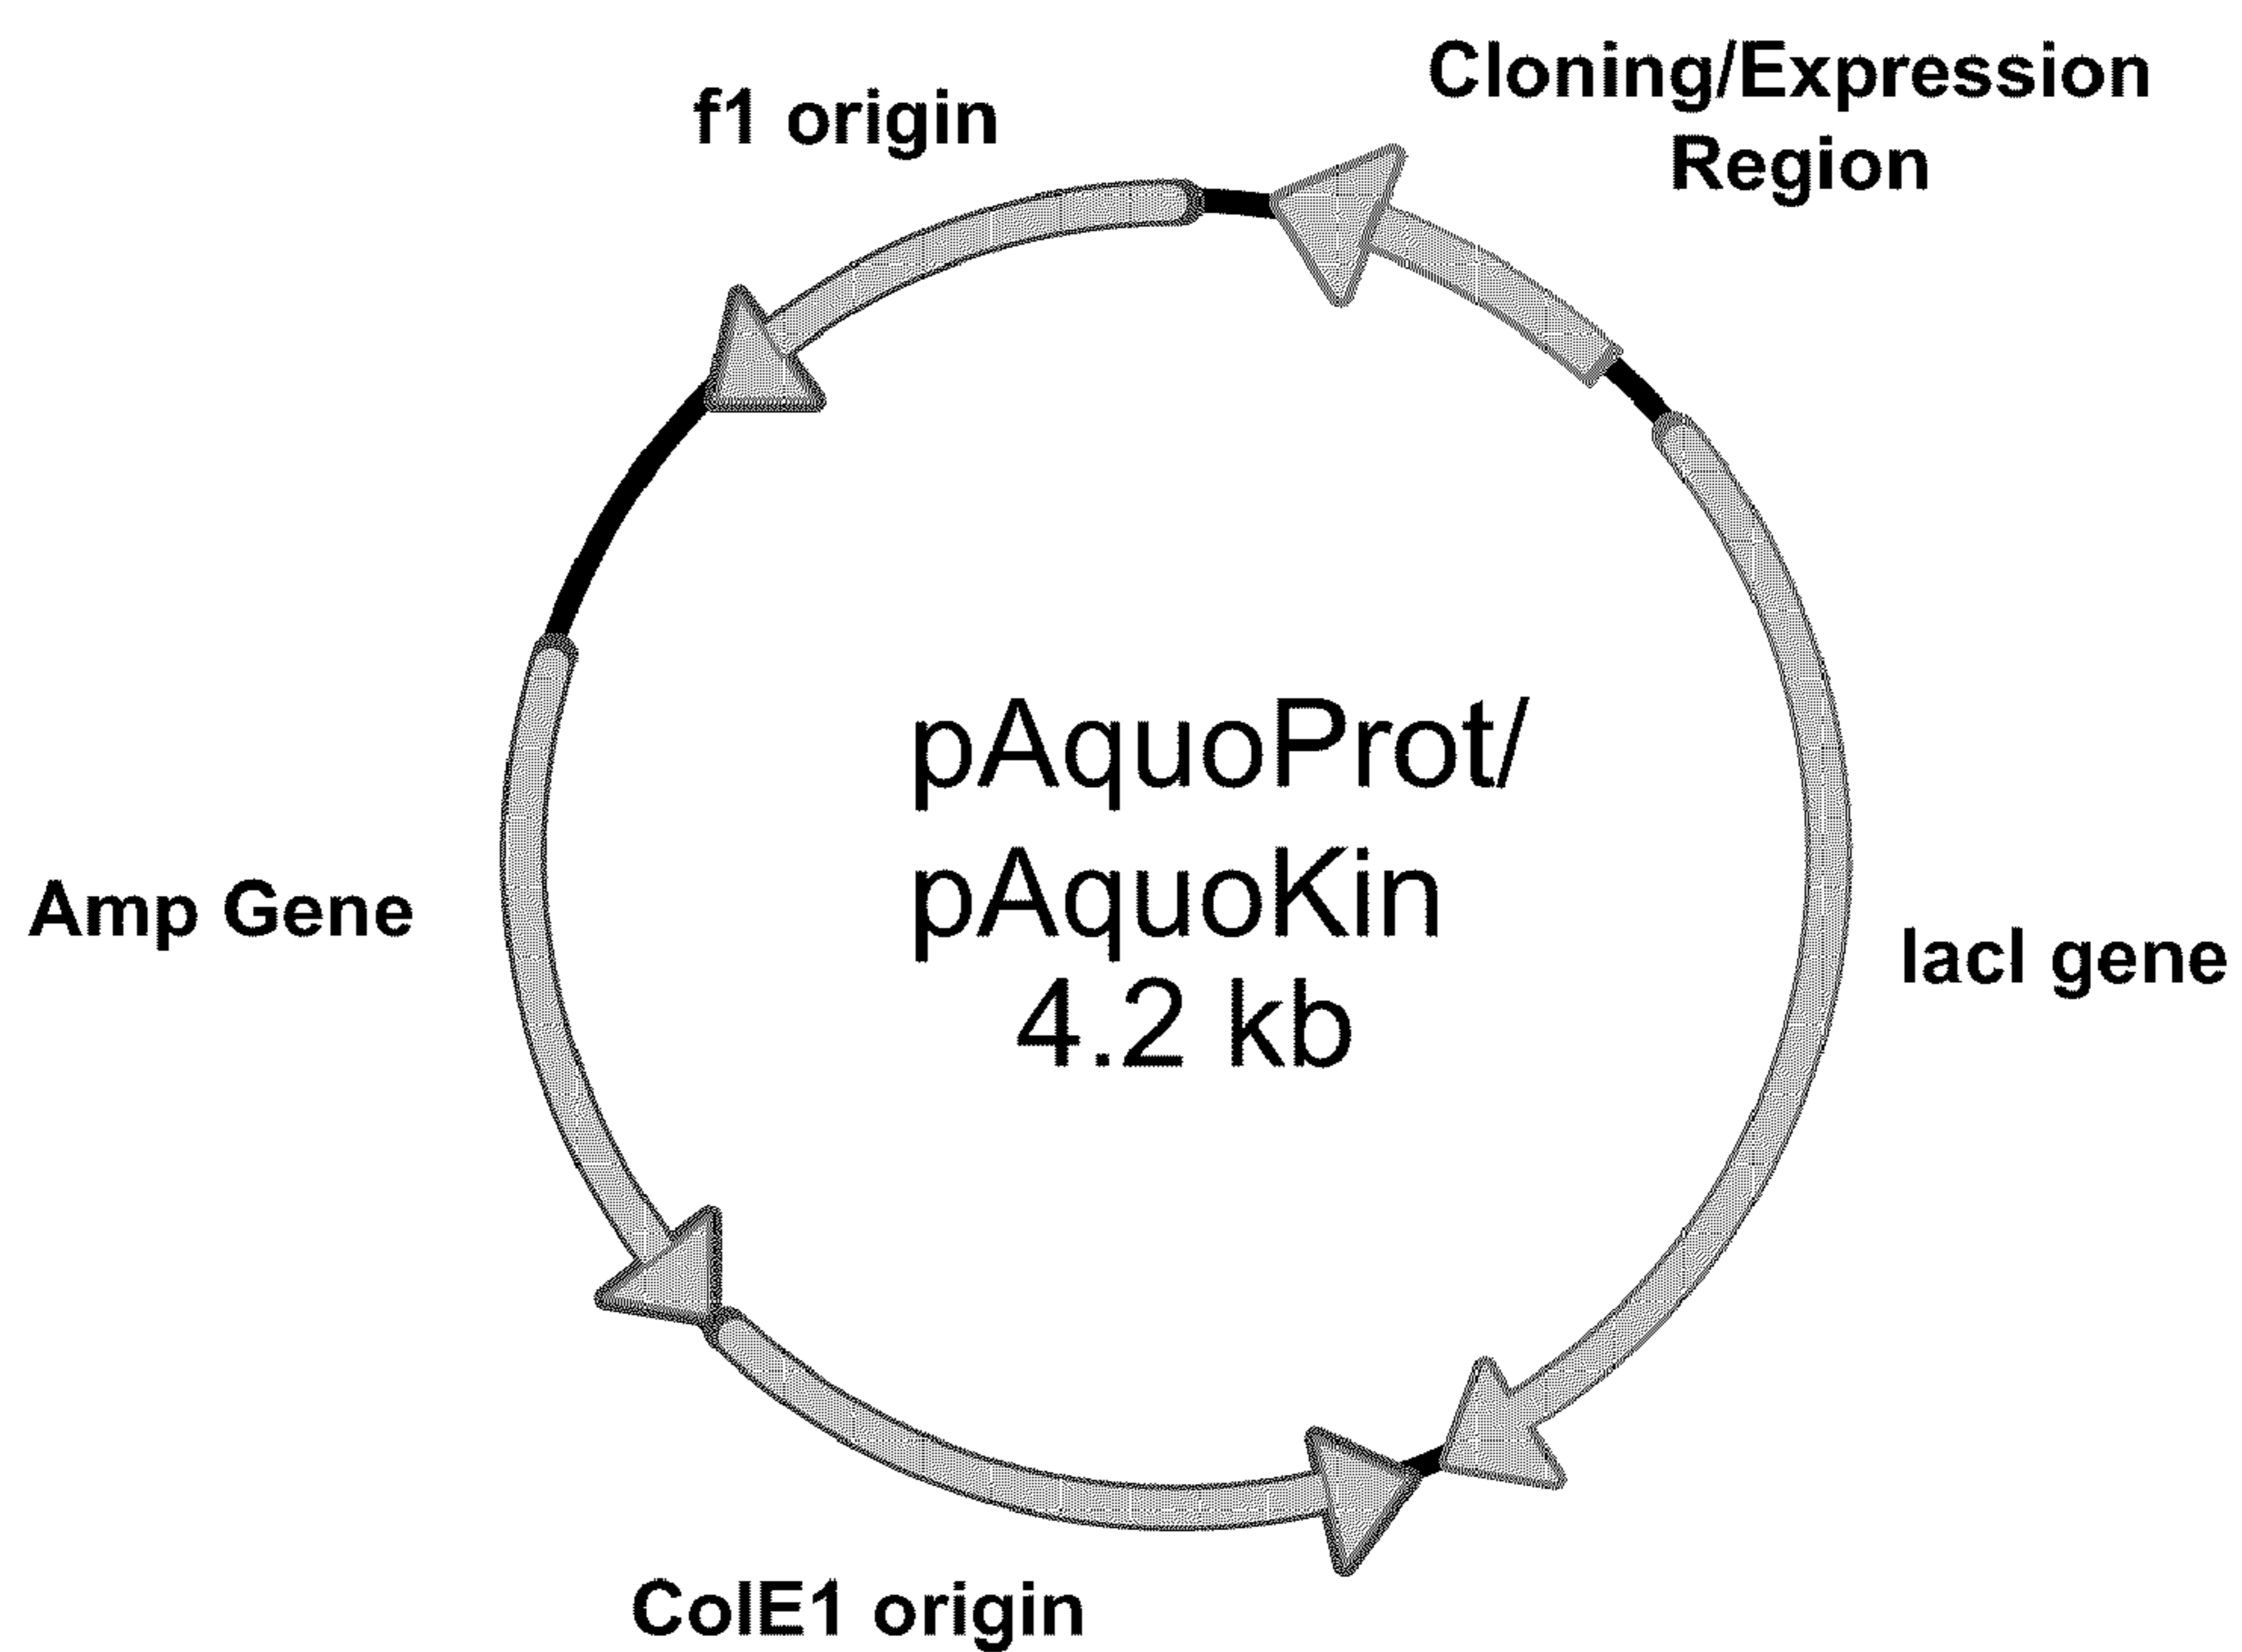 Cloning/Expression
Region
f1 origin
pAquoProt/
pAquoKin
4.2 kb
Amp Gene
lacI gene
ColE1 origin